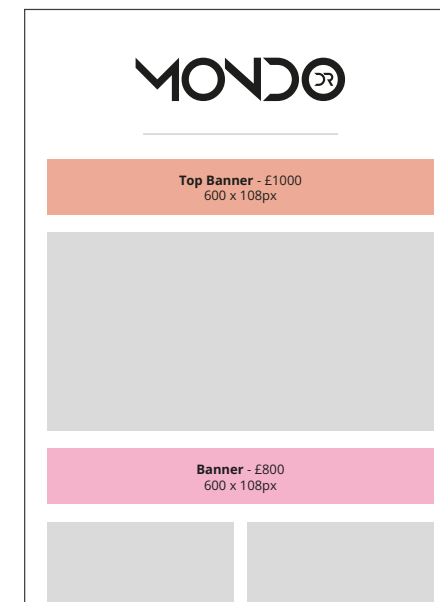 MONDO DR
Top Banner - £1000
600 x 108px
Banner - £800
600 x 108px